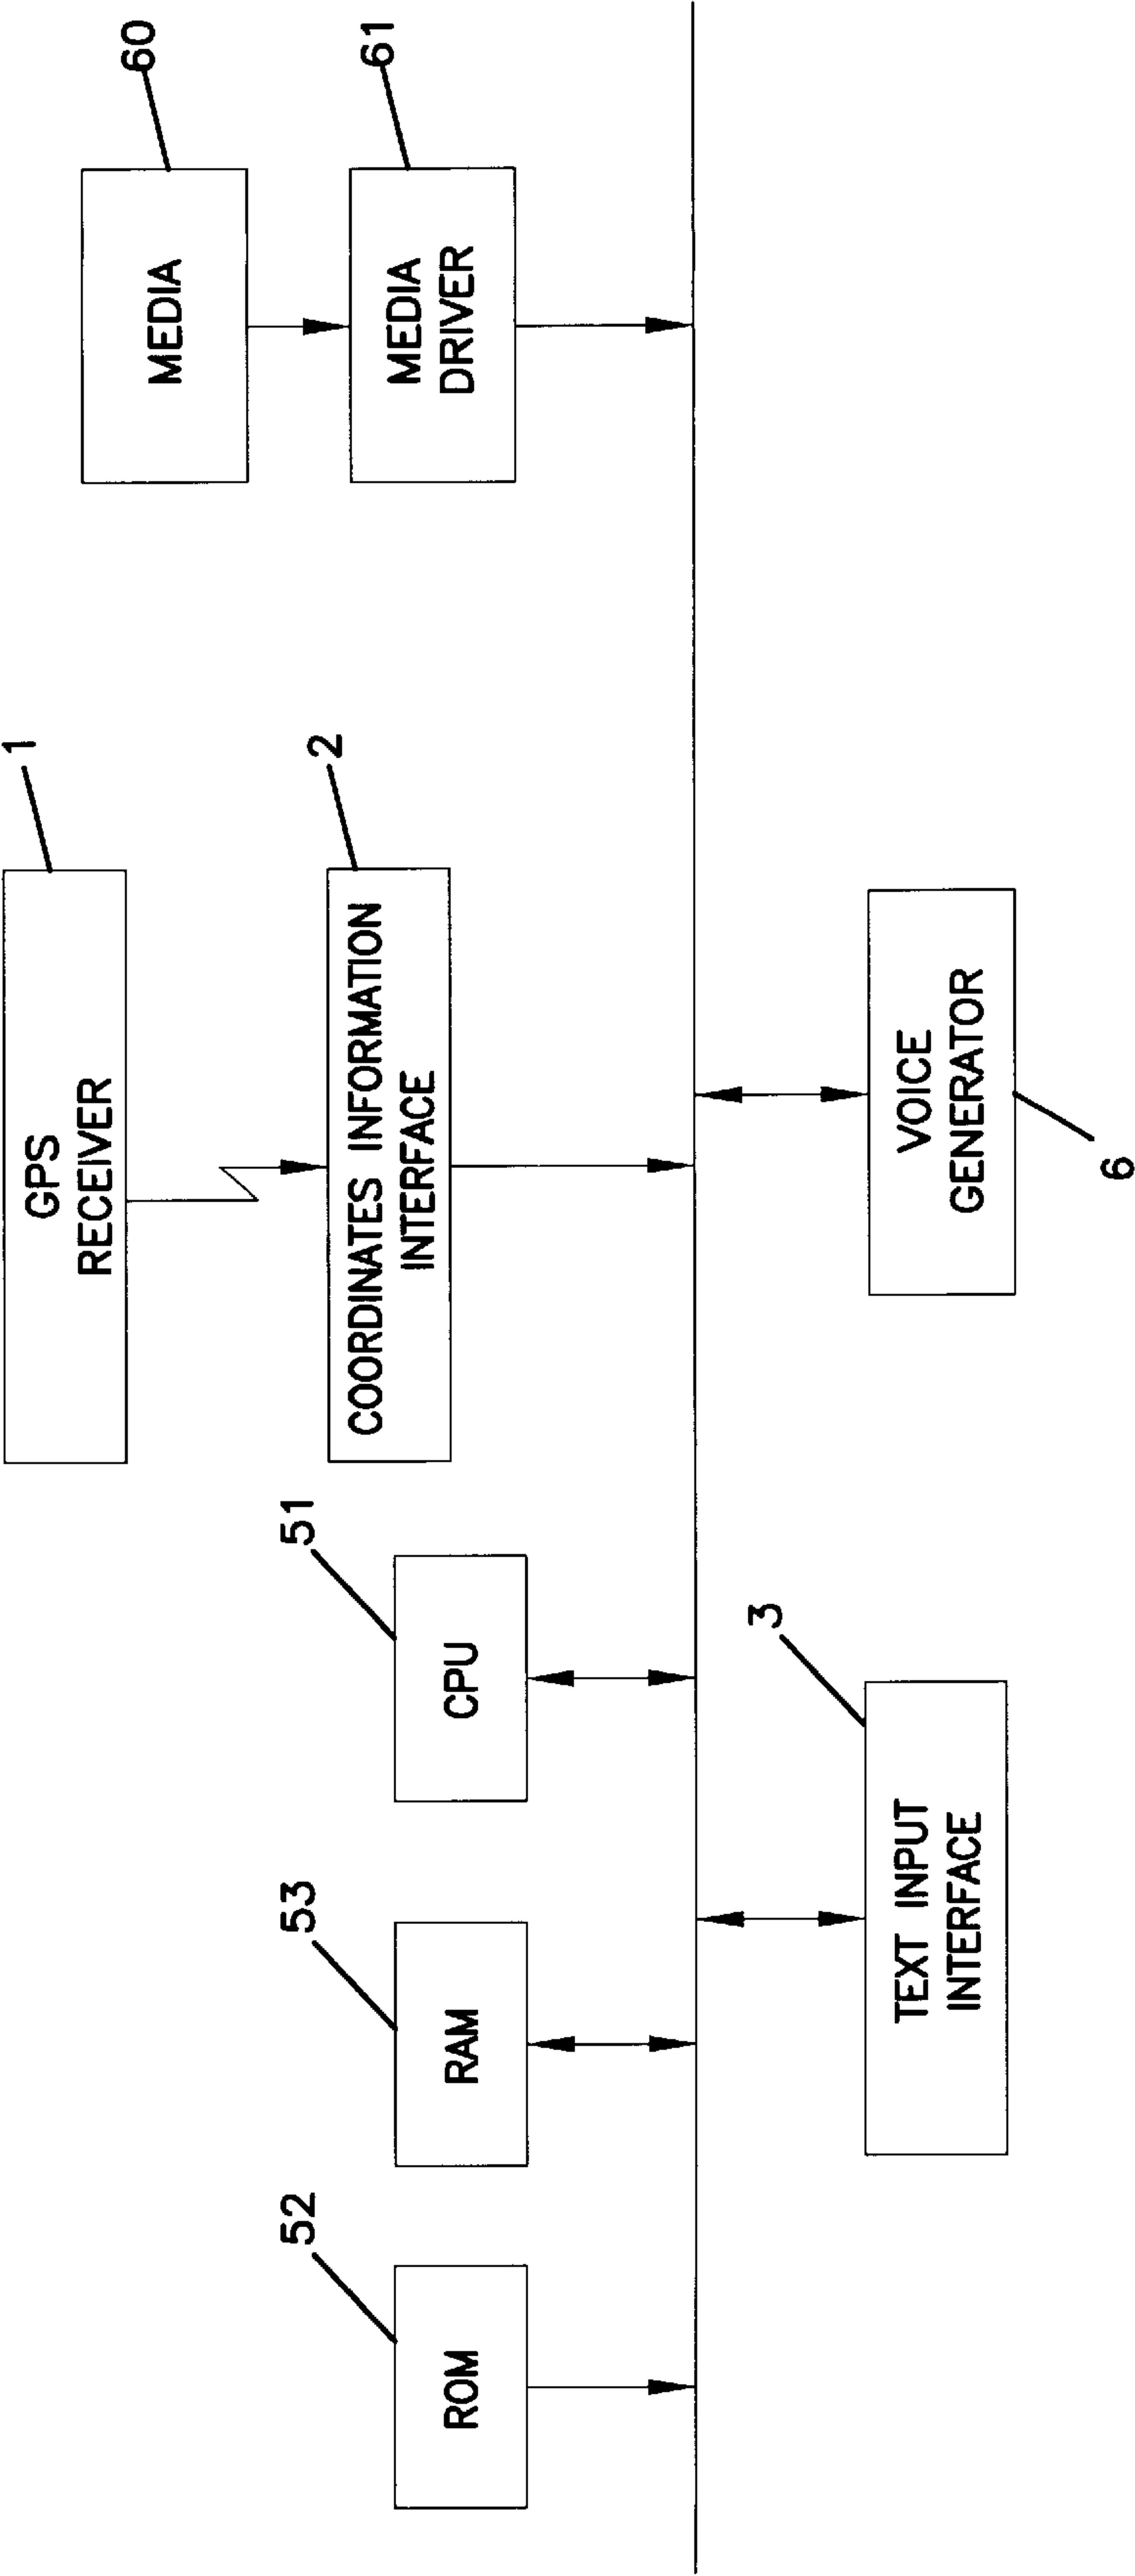 1
GPS
RECEIVER
60
MEDIA
2
COORDINATES INFORMATION
INTERFACE
61
MEDIA
DRIVER
52
ROM
53
RAM
51
CPU
3
TEXT INPUT
INTERFACE
VOICE
GENERATOR
6